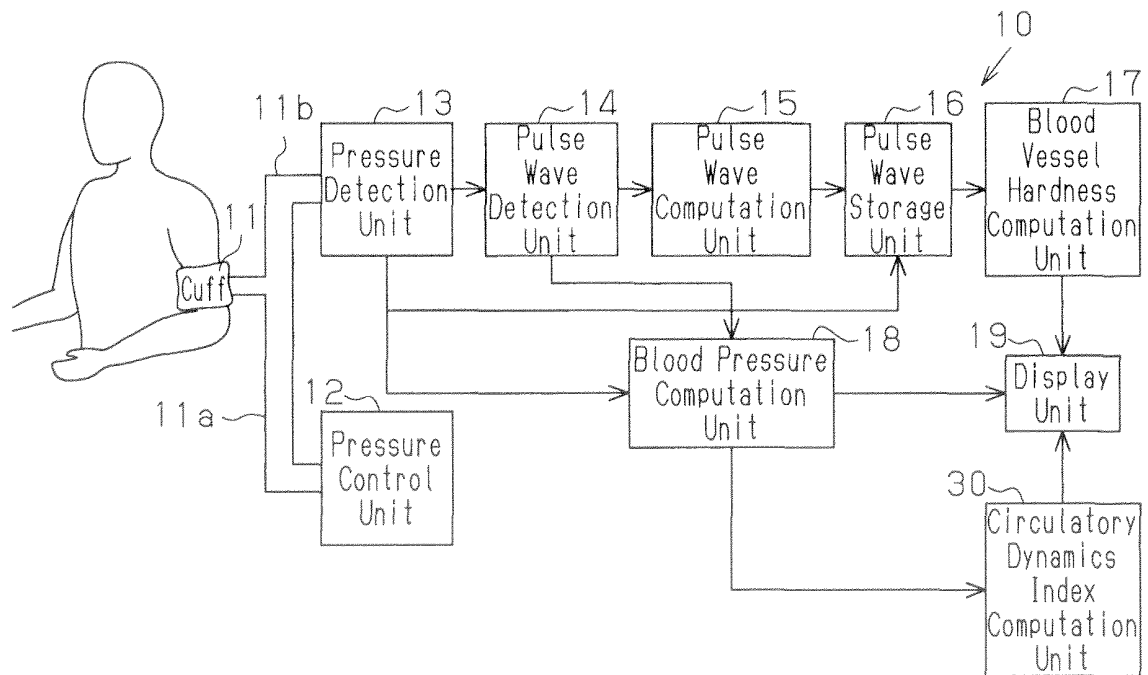 10
11b
13
Pressure
Detection
Unit
14
Pulse
Wave
Detection
Unit
15
Pulse
Wave
Computation
Unit
16
Pulse
Wave
Storage
Unit
17
Blood
Vessel
Hardness
Computation
Unit
11
Cuff
11a
12
Pressure
Control
Unit
18
Blood Pressure
Computation
Unit
19
Display
Unit
30
Circulatory
Dynamics
Index
Computation
Unit